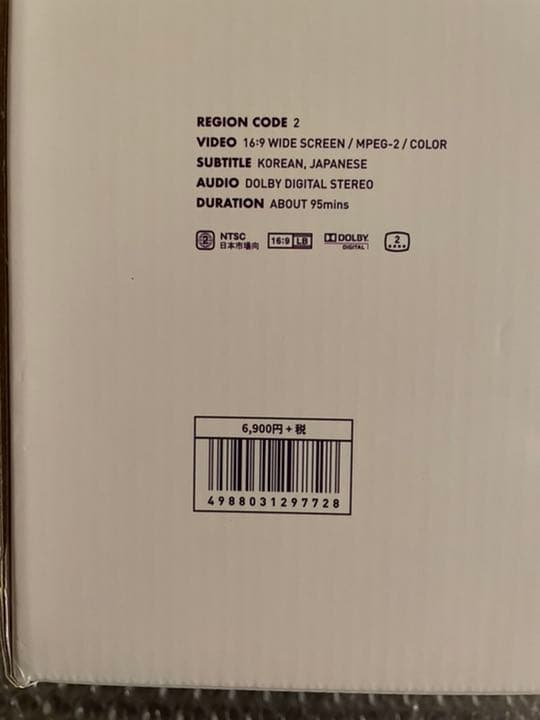 REGION CODE 2
VIDEO 16:9 WIDE SCREEN / MPEG-2 / COLOR
SUBTITLE KOREAN, JAPANESE
AUDIO DOLBY DIGITAL STEREO
DURATION ABOUT 95mins
2 NTSC 日本市場向 16:9 LB DOLBY DIGITAL 2
6,900円 + 税
4988031297728